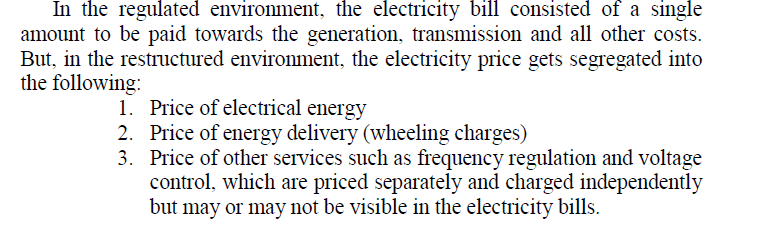 In the regulated environment, the electricity bill consisted of a single
amount to be paid towards the generation, transmission and all other costs.
But, in the restructured environment, the electricity price gets segregated into
the following:
1. Price of electrical energy
2. Price of energy delivery (wheeling charges)
3. Price of other services such as frequency regulation and voltage
control, which are priced separately and charged independently
but may or may not be visible in the electricity bills.